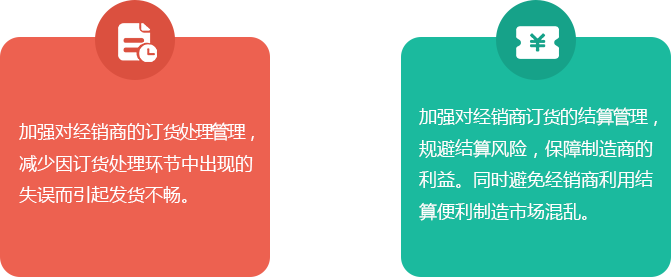 加强对经销商的订货处理管理，
减少因订货处理环节中出现的
失误而引起发货不畅。
加强对经销商订货的结算管理，
规避结算风险，保障制造商的
利益。同时避免经销商利用结
算便利制造市场混乱。